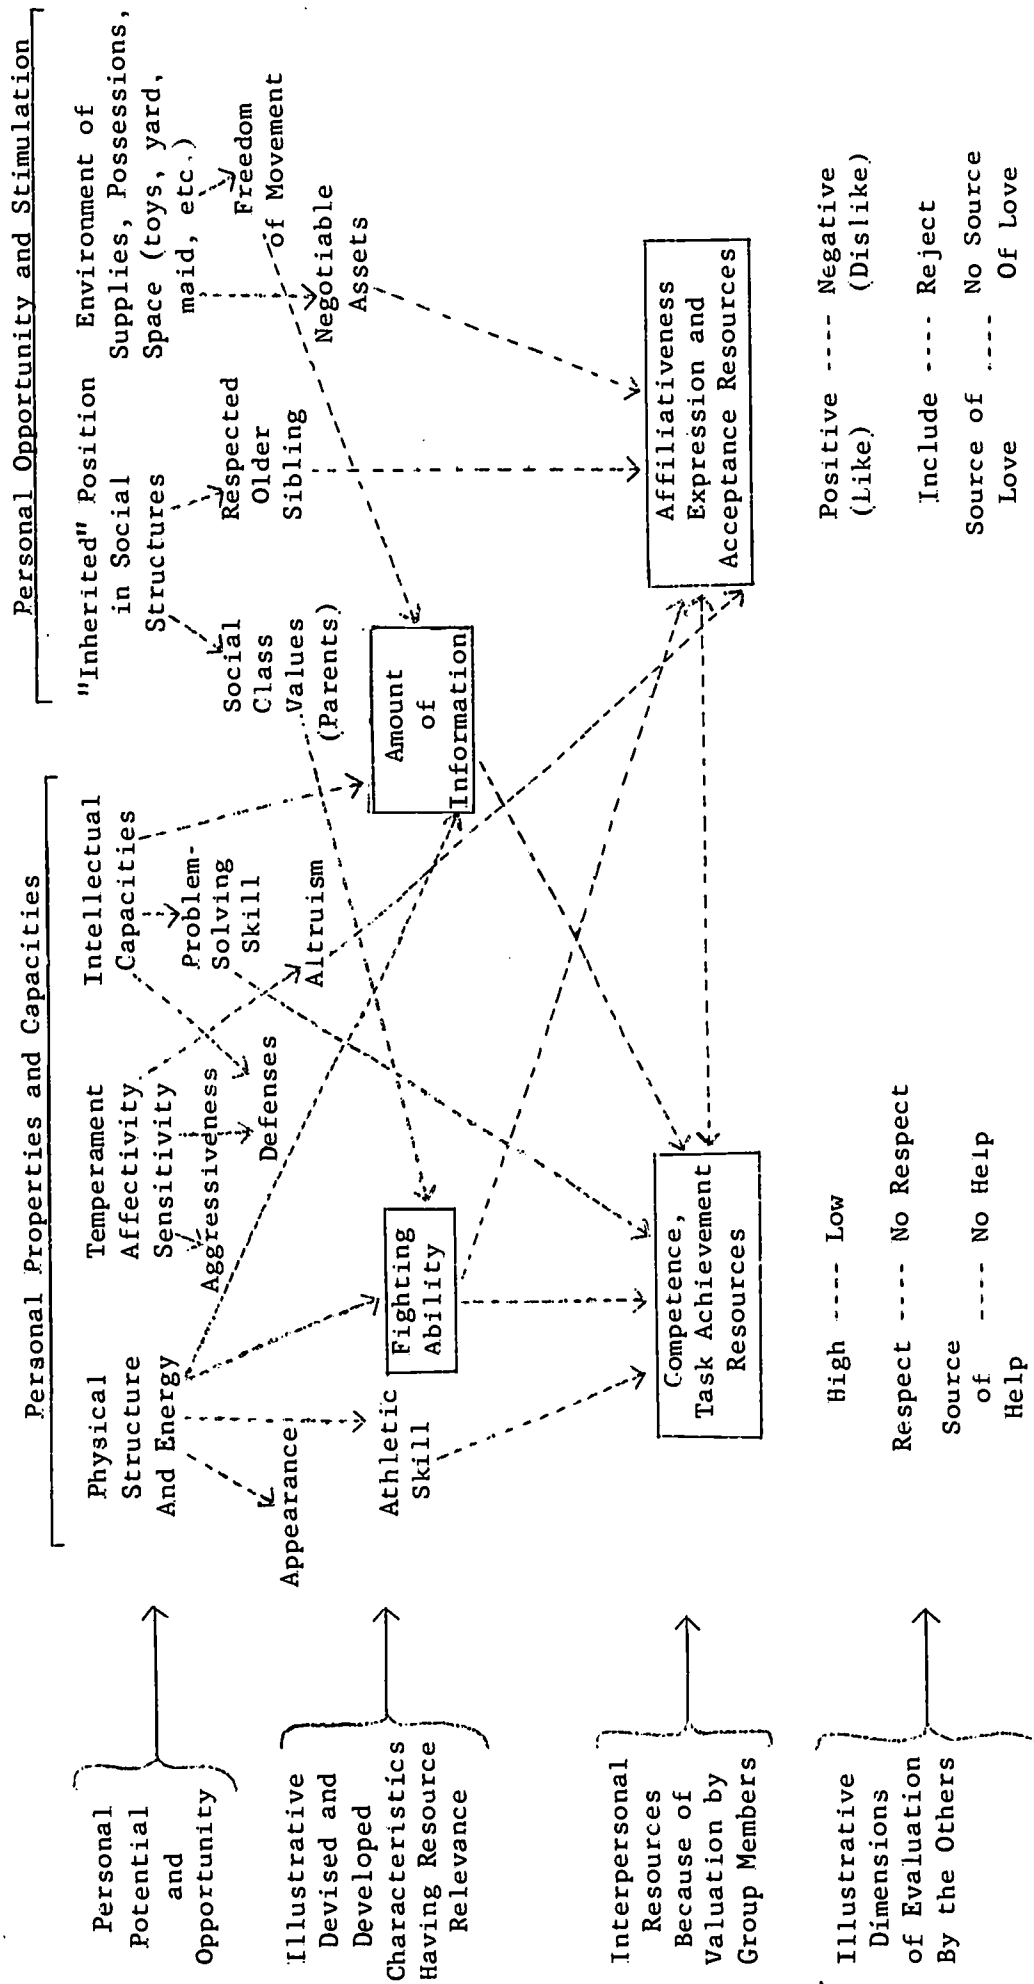 Personal Properties and Capacities
Personal Opportunity and Stimulation
Personal
Potential
and
Opportunity
Physical
Structure
And Energy
Temperament
Affectivity
Sensitivity
Intellectual
Capacities
"Inherited" Position
in Social
Structures
Environment of
Supplies, Possessions,
Space (toys, yard,
maid, etc.)
Illustrative
Devised and
Developed
Characteristics
Having Resource
Relevance
Appearance
Aggressiveness
Defenses
Problem-
Solving
Skill
Altruism
Social
Class
Values
(Parents)
Respected
Older
Sibling
Freedom
of Movement
Negotiable
Assets
Athletic
Skill
Fighting
Ability
Amount
of
Information
Interpersonal
Resources
Because of
Valuation by
Group Members
Competence,
Task Achievement
Resources
Affiliativeness
Expression and
Acceptance Resources
Illustrative
Dimensions
of Evaluation
By the Others
High ---- Low
Respect ---- No Respect
Source
of ---- No Help
Help
Positive ---- Negative
(Like) (Dislike)
Include ---- Reject
Source of ---- No Source
Love Of Love